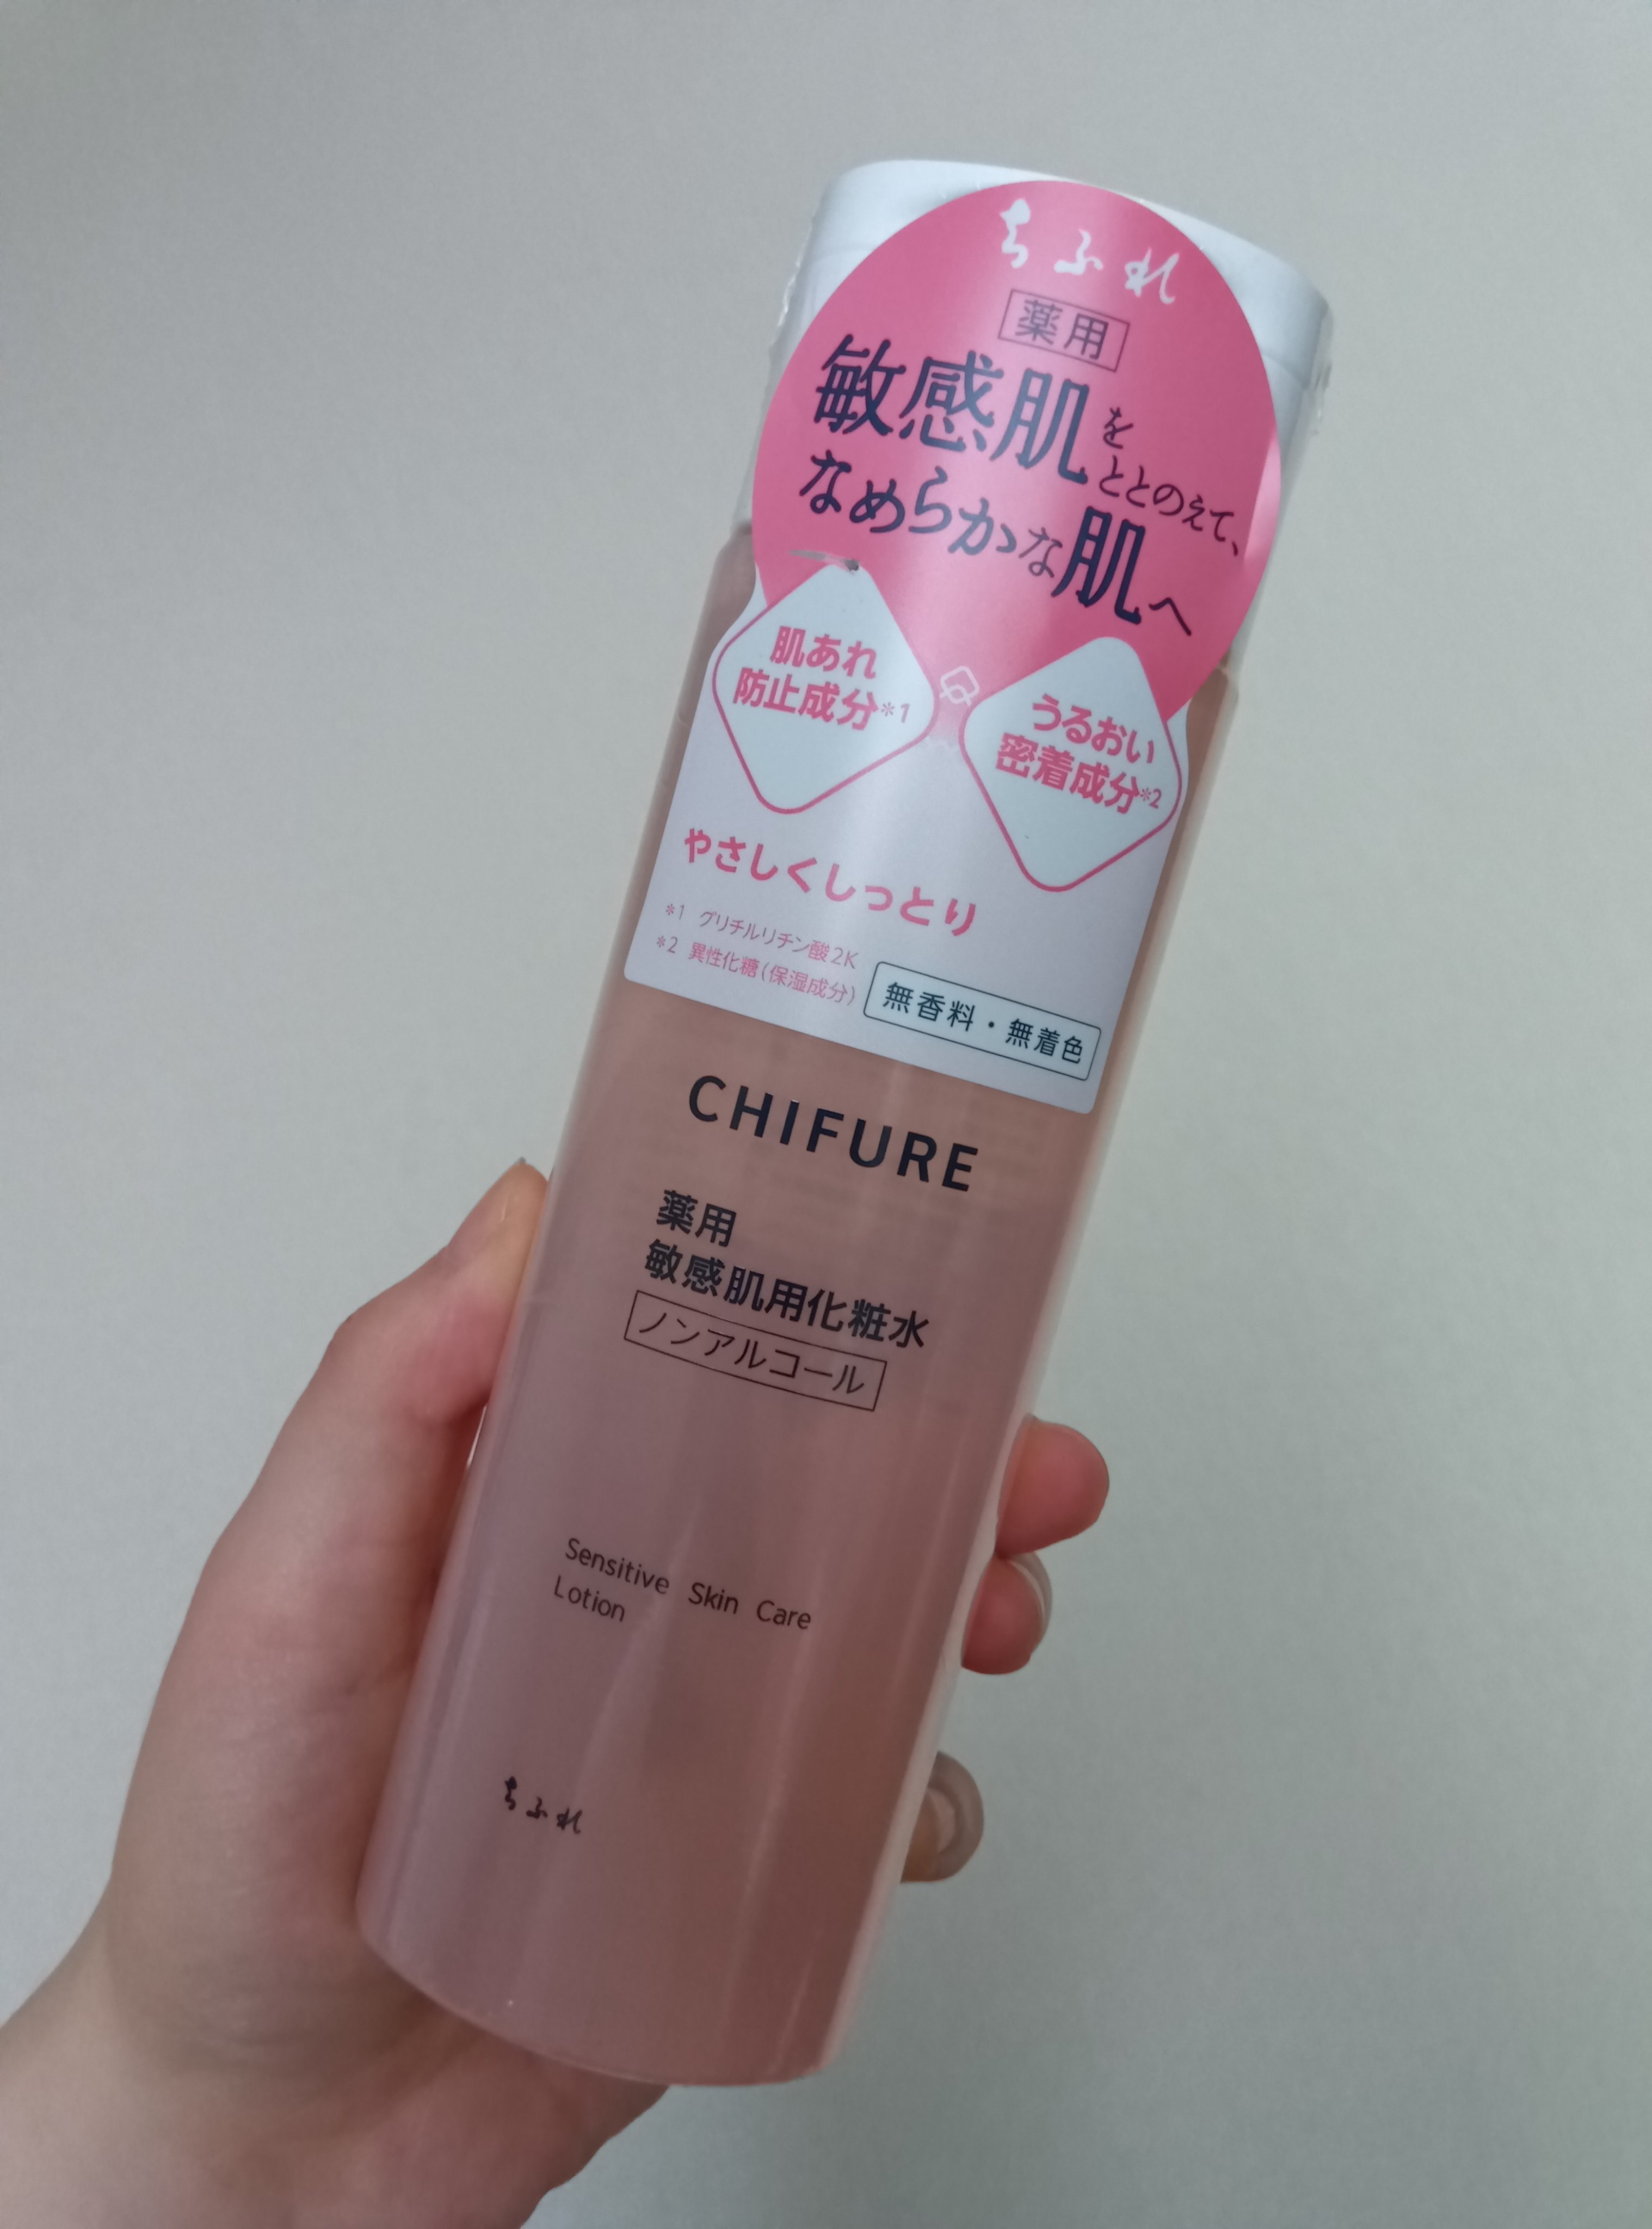 ちふれ
薬用
敏感肌を
ととのえて、
なめらかな肌へ
肌あれ
防止成分*1
うるおい
密着成分*2
やさしくしっとり
*1 グリチルリチン酸2K
*2 異性化糖(保湿成分)
無香料・無着色
CHIFURE
薬用
敏感肌用化粧水
ノンアルコール
Sensitive Skin Care
Lotion
ちふれ